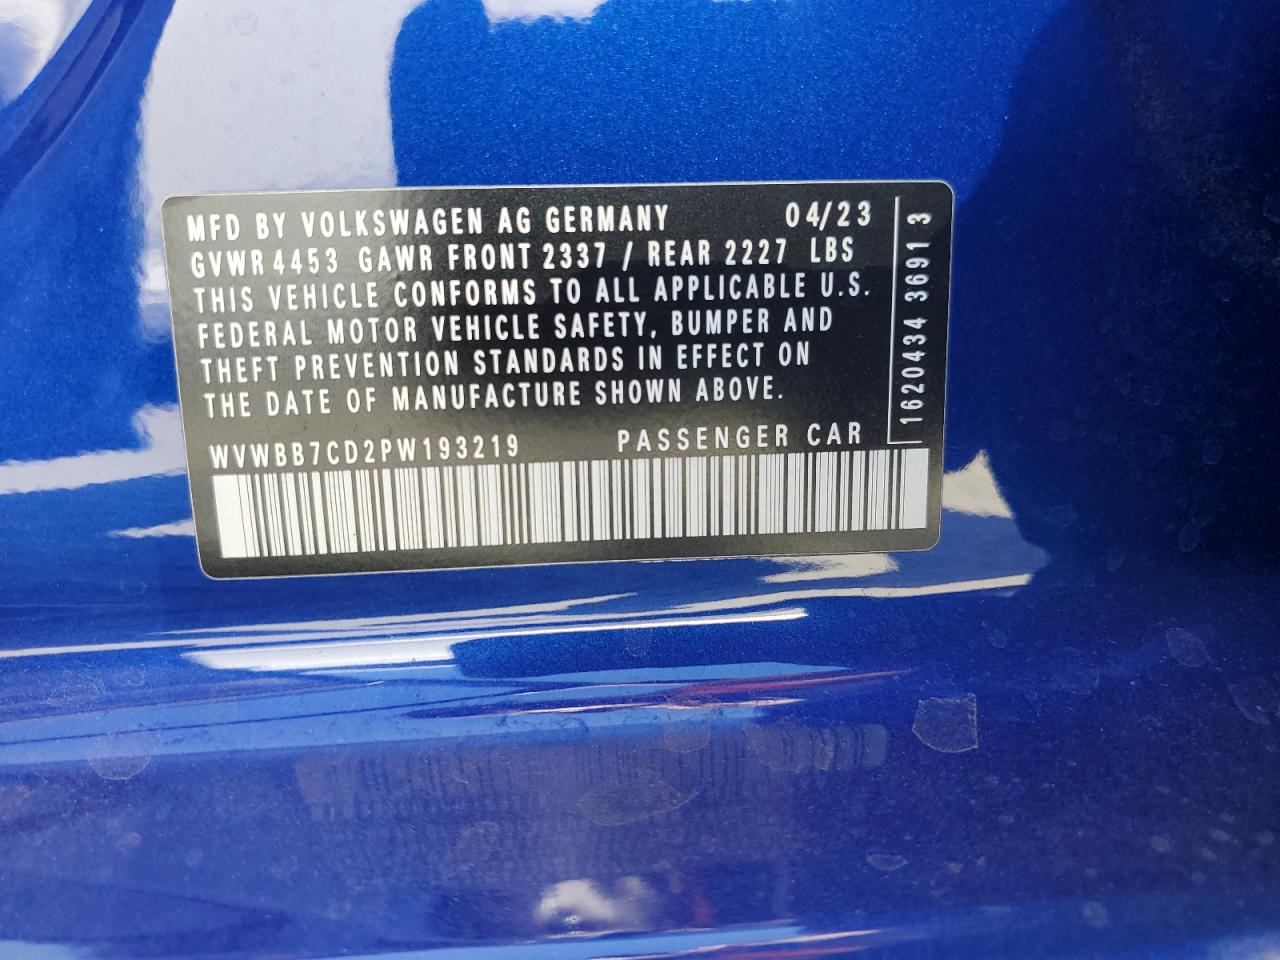 MFD BY VOLKSWAGEN AG GERMANY 04/23
GVWR 4453 GAWR FRONT 2337 / REAR 2227 LBS
THIS VEHICLE CONFORMS TO ALL APPLICABLE U.S.
FEDERAL MOTOR VEHICLE SAFETY, BUMPER AND
THEFT PREVENTION STANDARDS IN EFFECT ON
THE DATE OF MANUFACTURE SHOWN ABOVE.
WVWBB7CD2PW193219 PASSENGER CAR
1620434 36913